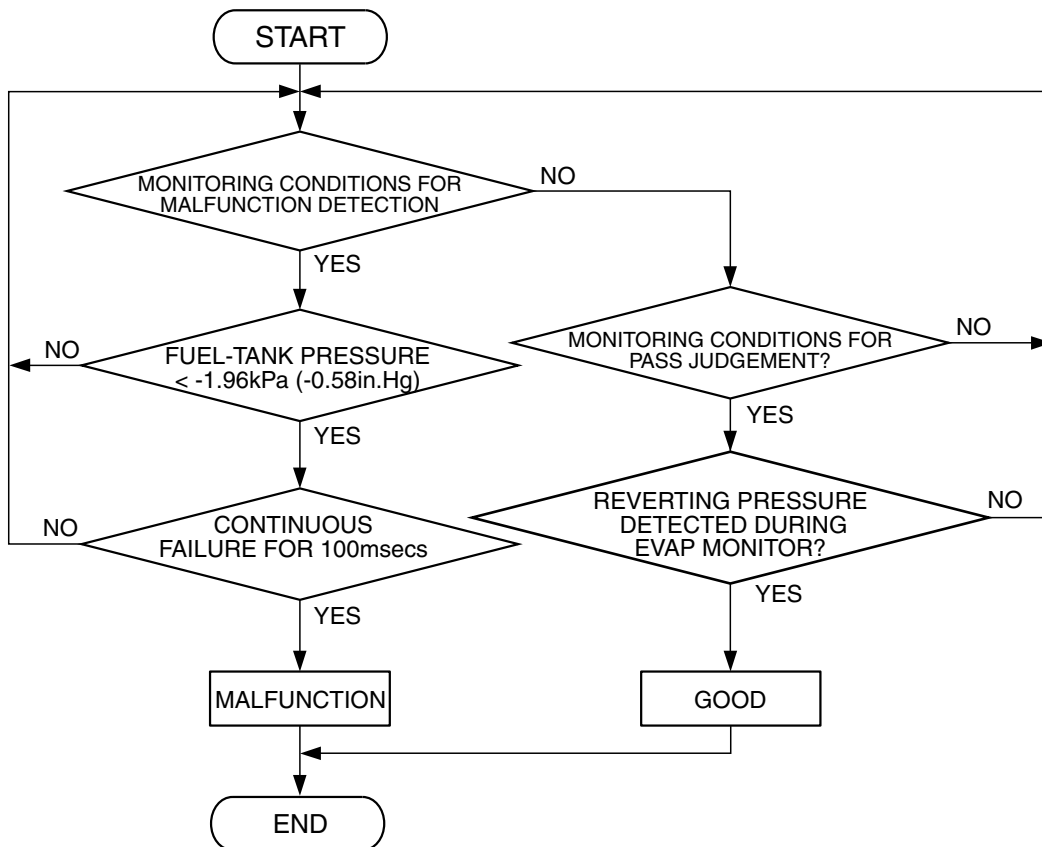 START
MONITORING CONDITIONS FOR
MALFUNCTION DETECTION
NO
YES
FUEL-TANK PRESSURE
< -1.96kPa (-0.58in.Hg)
NO
YES
MONITORING CONDITIONS FOR
PASS JUDGEMENT?
NO
YES
CONTINUOUS
FAILURE FOR 100msecs
NO
YES
REVERTING PRESSURE
DETECTED DURING
EVAP MONITOR?
NO
YES
MALFUNCTION
GOOD
END